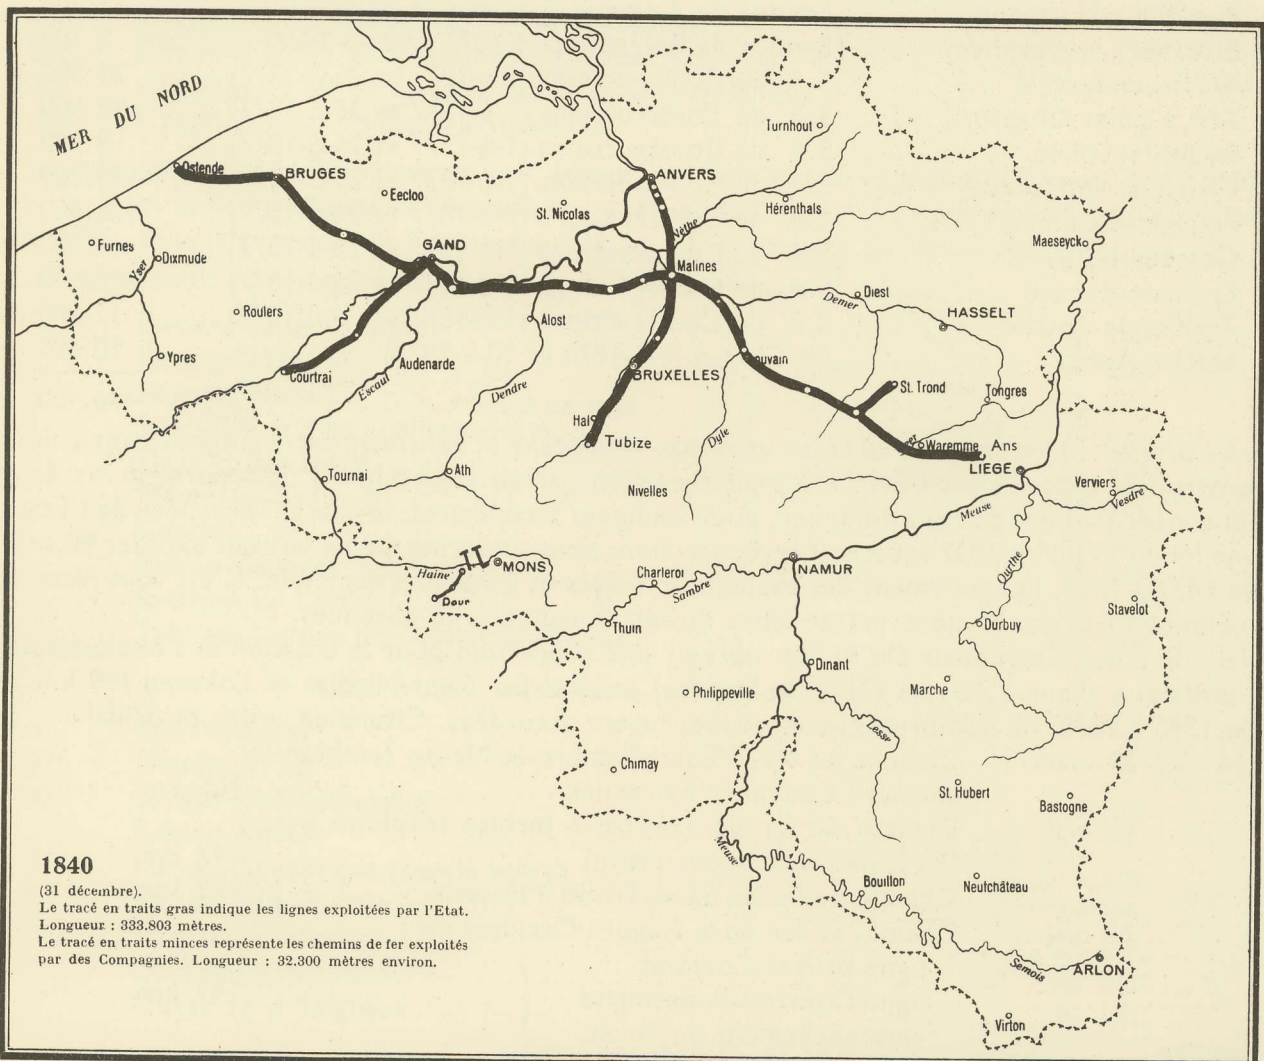 MER DU NORD
Turnhout
Ostende
BRUGES
ANVERS
Eecloo
St. Nicolas
Hérenthals
Nèthe
Furnes
Yser
Dixmude
GAND
Maeseyck
Malines
Roulers
Alost
Demer
Diest
HASSELT
Ypres
Audenarde
Courtrai
Escaut
Dendre
BRUXELLES
Louvain
St. Trond
Tongres
Hal
Tubize
Dyle
Waremme
Ans
LIEGE
Tournai
Ath
Nivelles
Meuse
Verviers
Vesdre
Haine
MONS
Dour
Charleroi
Sambre
NAMUR
Ourthe
Stavelot
Thuin
Durbuy
Dinant
Philippeville
Marche
Lesse
Chimay
St. Hubert
Bastogne
Meuse
Bouillon
Neufchâteau
Semois
ARLON
Virton
1840
(31 décembre).
Le tracé en traits gras indique les lignes exploitées par l'Etat.
Longueur : 333.803 mètres.
Le tracé en traits minces représente les chemins de fer exploités
par des Compagnies. Longueur : 32.300 mètres environ.